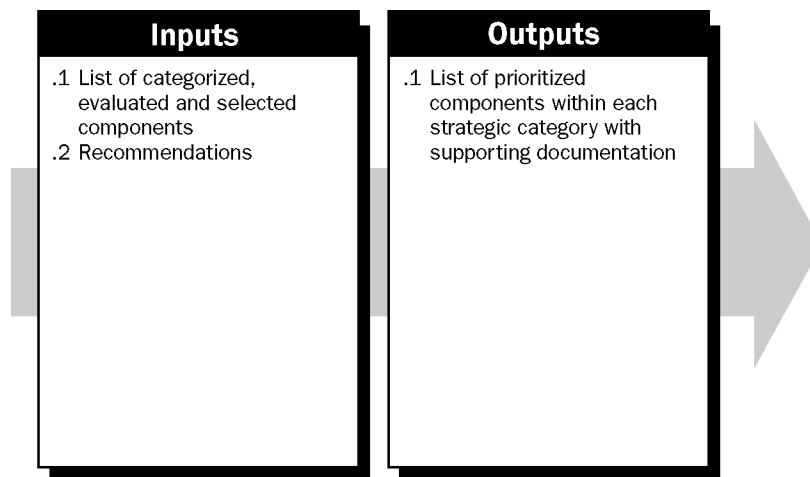 Inputs
.1 List of categorized,
evaluated and selected
components
.2 Recommendations
Outputs
.1 List of prioritized
components within each
strategic category with
supporting documentation